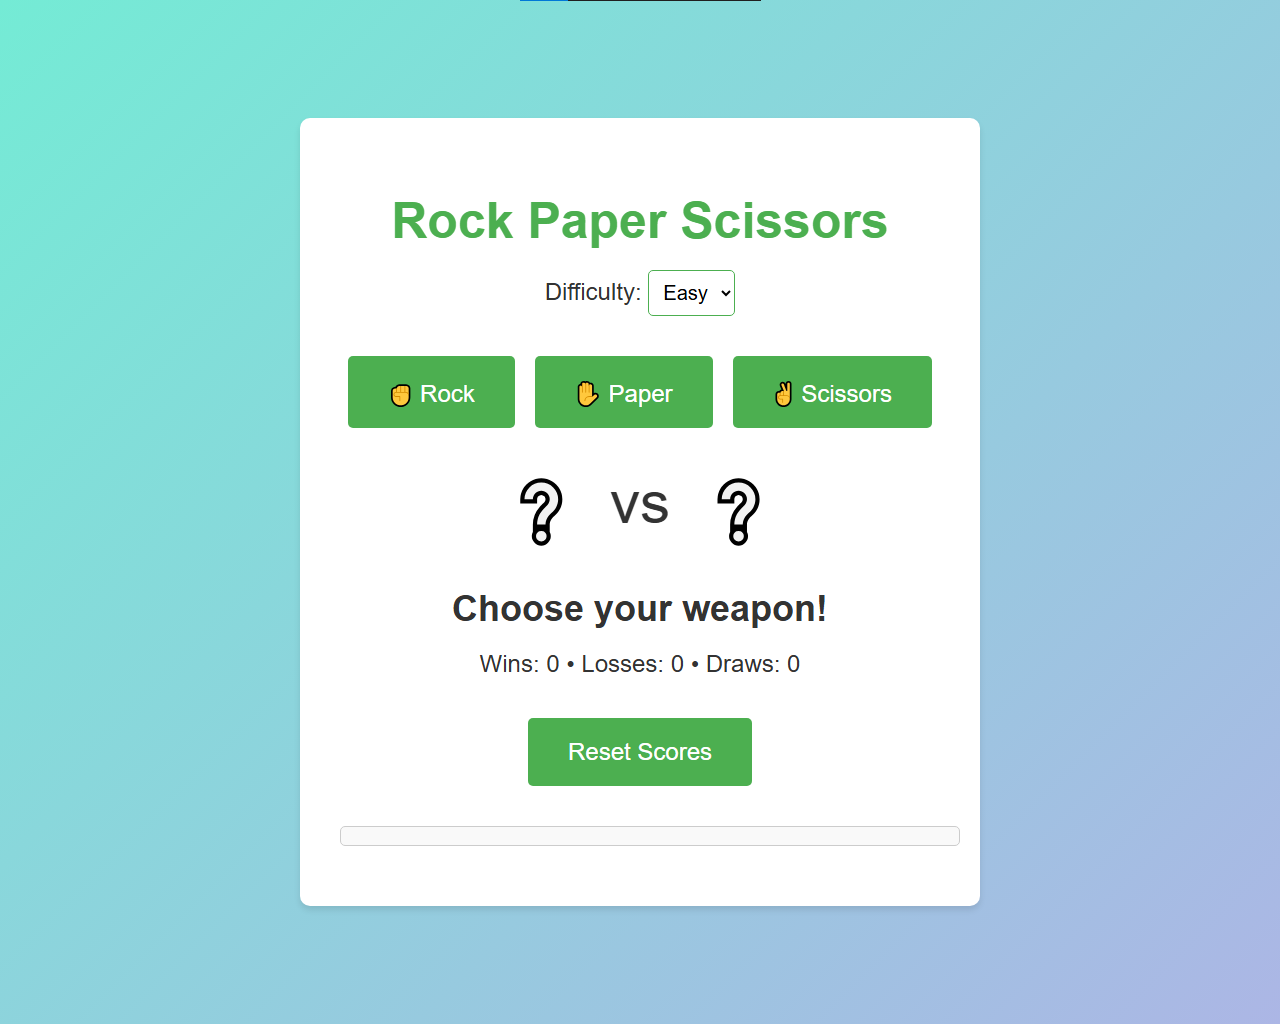 Rock Paper Scissors
Difficulty: Easy
✊ Rock ✋ Paper ✌ Scissors
❔ VS ❔
Choose your weapon!
Wins: 0 • Losses: 0 • Draws: 0
Reset Scores